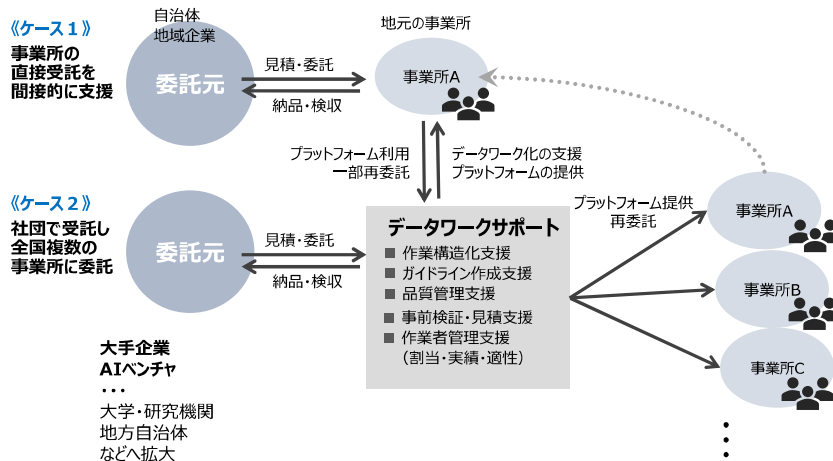 《ケース１》
事業所の
直接受託を
間接的に支援
自治体
地域企業
委託元
見積・委託
納品・検収
地元の事業所
事業所A
プラットフォーム利用
一部再委託
データワーク化の支援
プラットフォームの提供
《ケース２》
社団で受託し
全国複数の
事業所に委託
委託元
見積・委託
納品・検収
データワークサポート
■ 作業構造化支援
■ ガイドライン作成支援
■ 品質管理支援
■ 事前検証・見積支援
■ 作業者管理支援
(割当・実績・適性)
プラットフォーム提供
再委託
事業所A
事業所B
事業所C
大手企業
AIベンチャ
・・・
大学・研究機関
地方自治体
などへ拡大